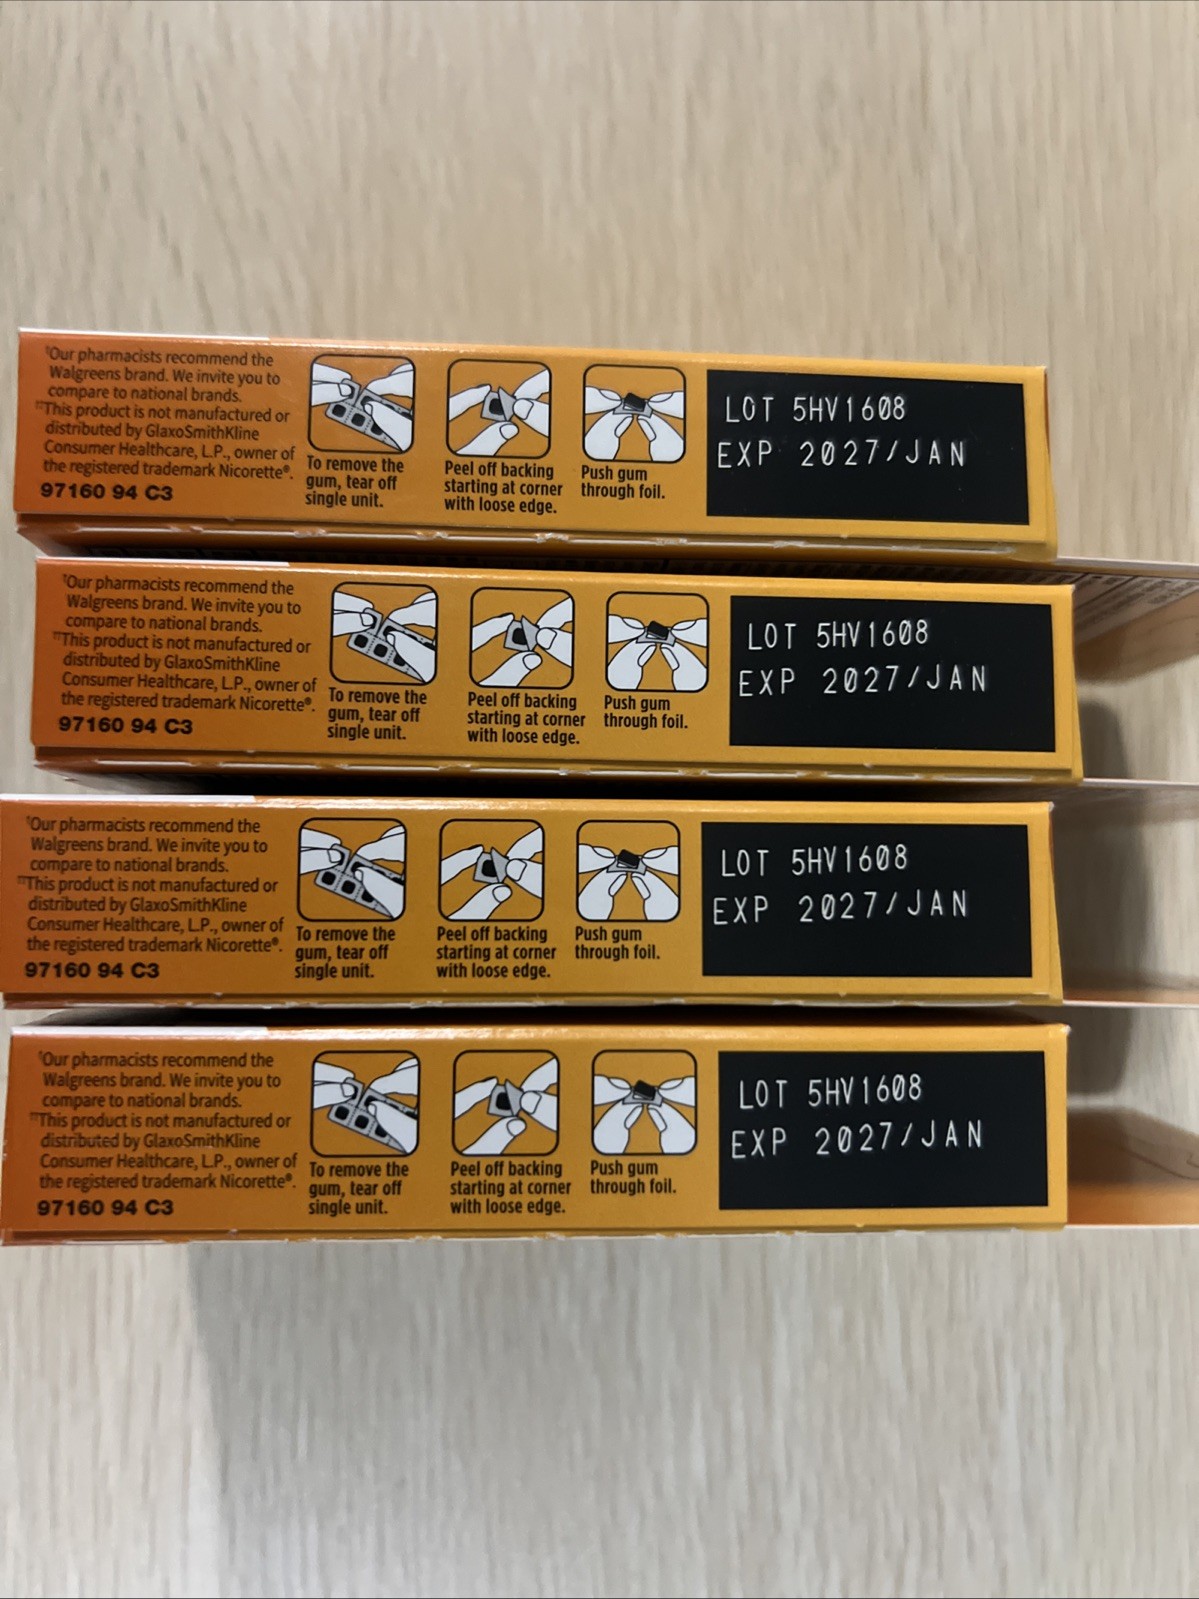 †Our pharmacists recommend the
Walgreens brand. We invite you to
compare to national brands.
††This product is not manufactured or
distributed by GlaxoSmithKline
Consumer Healthcare, L.P., owner of
the registered trademark Nicorette®.
97160 94 C3
To remove the
gum, tear off
single unit.
Peel off backing
starting at corner
with loose edge.
Push gum
through foil.
LOT 5HV1608
EXP 2027/JAN
†Our pharmacists recommend the
Walgreens brand. We invite you to
compare to national brands.
††This product is not manufactured or
distributed by GlaxoSmithKline
Consumer Healthcare, L.P., owner of
the registered trademark Nicorette®.
97160 94 C3
To remove the
gum, tear off
single unit.
Peel off backing
starting at corner
with loose edge.
Push gum
through foil.
LOT 5HV1608
EXP 2027/JAN
†Our pharmacists recommend the
Walgreens brand. We invite you to
compare to national brands.
††This product is not manufactured or
distributed by GlaxoSmithKline
Consumer Healthcare, L.P., owner of
the registered trademark Nicorette®.
97160 94 C3
To remove the
gum, tear off
single unit.
Peel off backing
starting at corner
with loose edge.
Push gum
through foil.
LOT 5HV1608
EXP 2027/JAN
†Our pharmacists recommend the
Walgreens brand. We invite you to
compare to national brands.
††This product is not manufactured or
distributed by GlaxoSmithKline
Consumer Healthcare, L.P., owner of
the registered trademark Nicorette®.
97160 94 C3
To remove the
gum, tear off
single unit.
Peel off backing
starting at corner
with loose edge.
Push gum
through foil.
LOT 5HV1608
EXP 2027/JAN